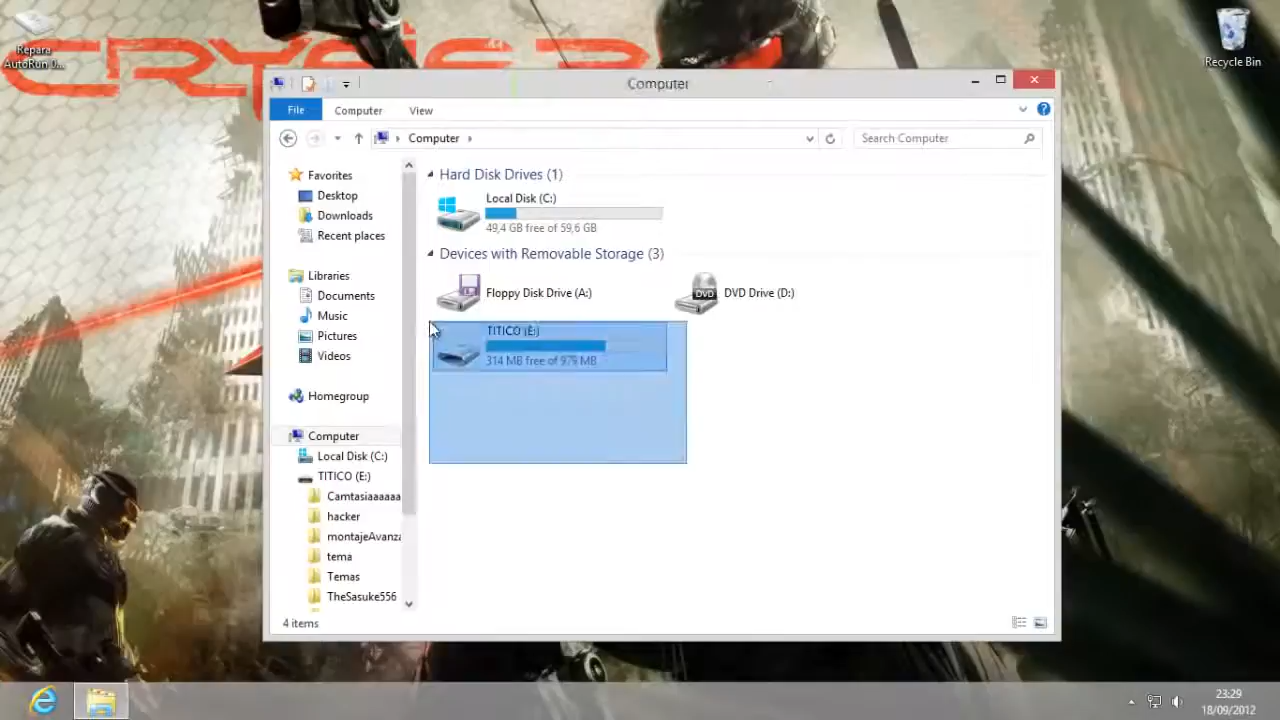 Repara
AutoRun 0...
CRYSIS 3
Recycle Bin
Computer
File
Computer
View
Computer
Search Computer
Favorites
Desktop
Downloads
Recent places
Libraries
Documents
Music
Pictures
Videos
Homegroup
Computer
Local Disk (C:)
TITICO (E:)
Camtasiaaaaaa
hacker
montajeAvanza
tema
Temas
TheSasuke556
Hard Disk Drives (1)
Local Disk (C:)
49,4 GB free of 59,6 GB
Devices with Removable Storage (3)
Floppy Disk Drive (A:)
DVD
DVD Drive (D:)
TITICO (E:)
314 MB free of 979 MB
4 items
23:29
18/09/2012